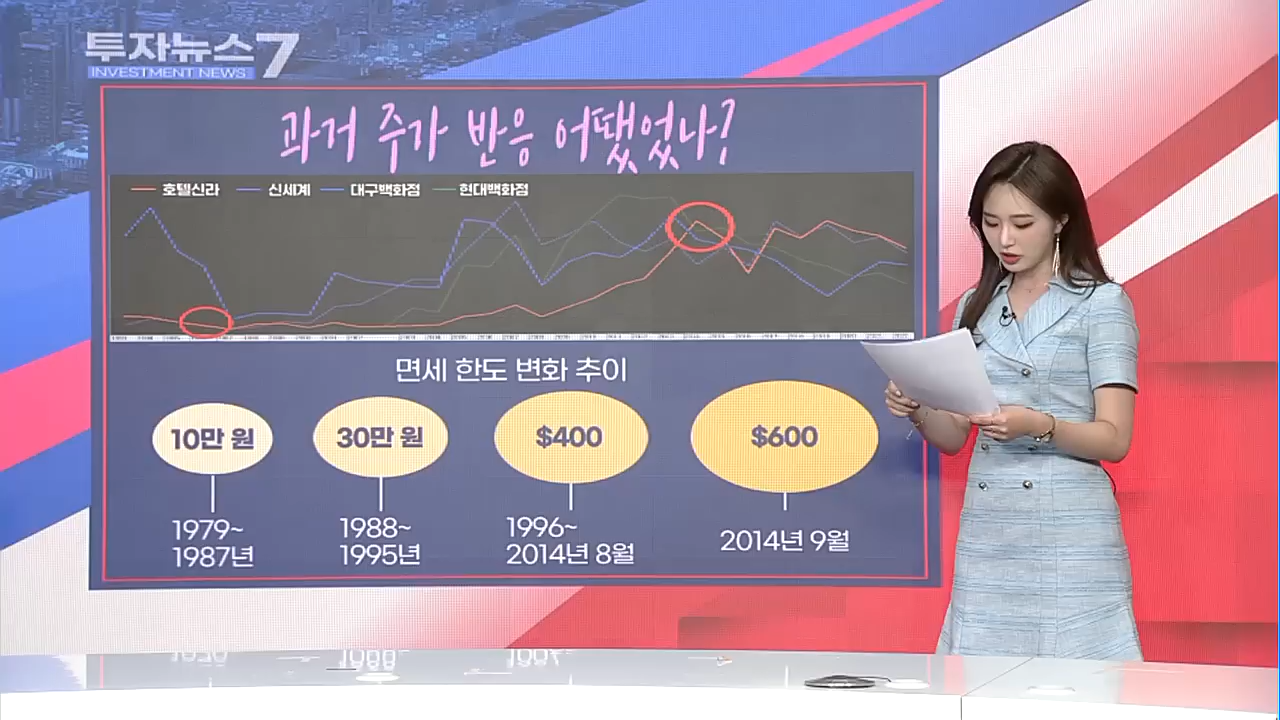 투자뉴스7
INVESTMENT NEWS
과거 주가 반응 어땠었나?
호텔신라 신세계 대구백화점 현대백화점
면세 한도 변화 추이
10만 원 30만 원 $400 $600
1979~
1987년
1988~
1995년
1996~
2014년 8월
2014년 9월